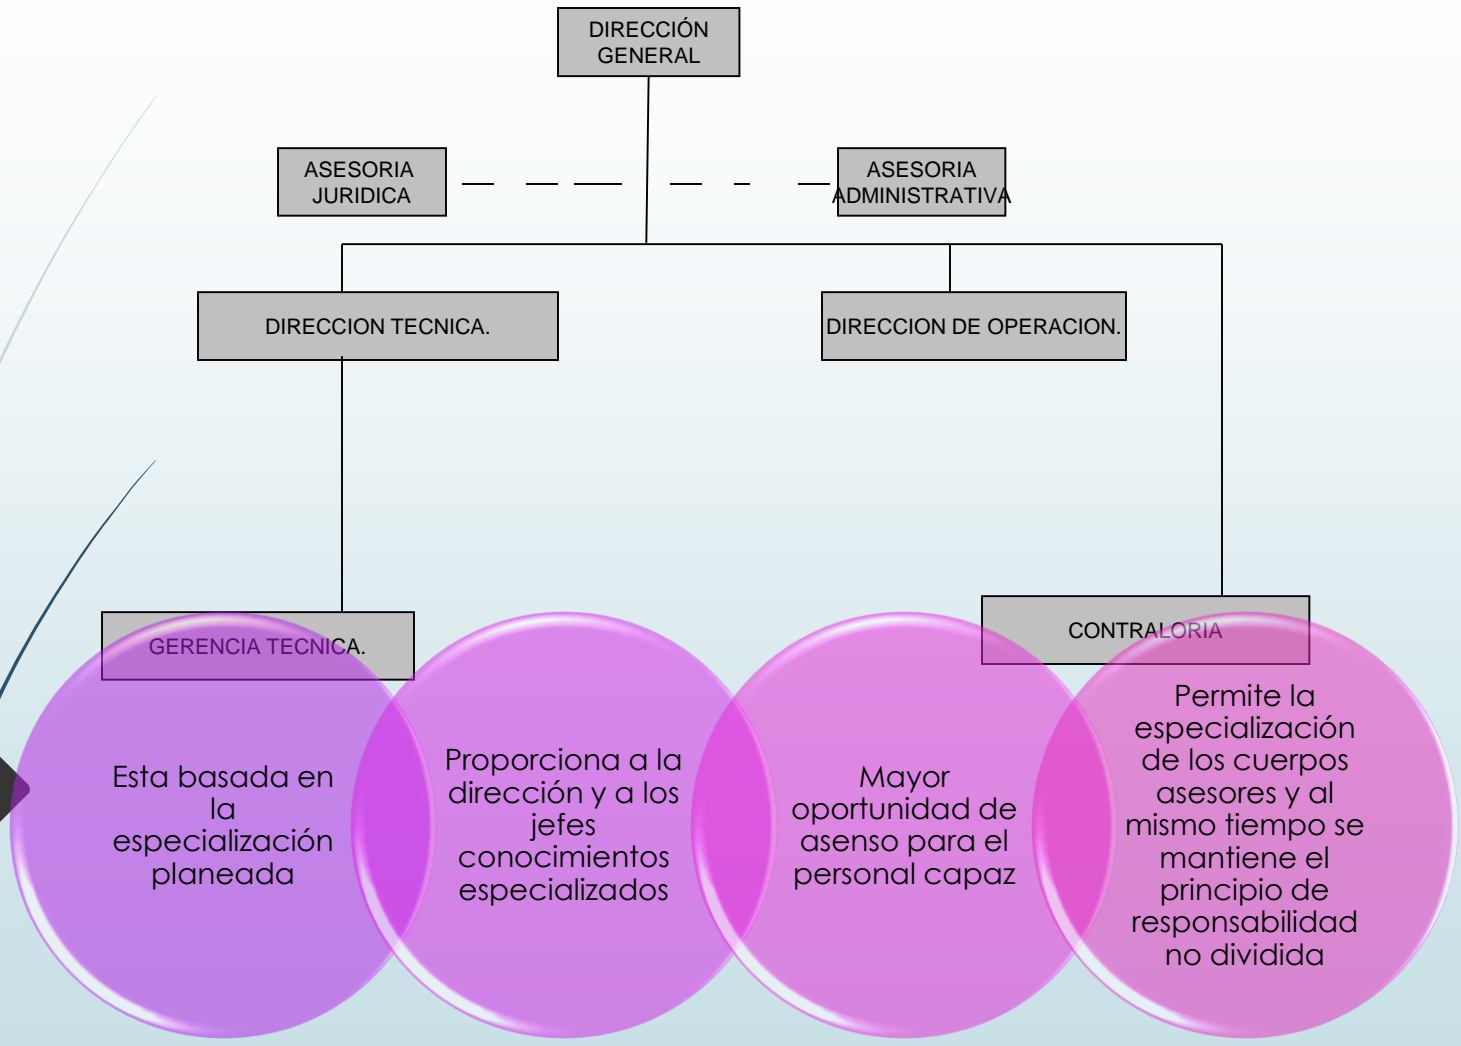 DIRECCIÓN
GENERAL
ASESORIA
JURIDICA
ASESORIA
ADMINISTRATIVA
DIRECCION TECNICA.
DIRECCION DE OPERACION.
GERENCIA TECNICA.
CONTRALORIA
Esta basada en
la
especialización
planeada
Proporciona a la
dirección y a los
jefes
conocimientos
especializados
Mayor
oportunidad de
asenso para el
personal capaz
Permite la
especialización
de los cuerpos
asesores y al
mismo tiempo se
mantiene el
principio de
responsabilidad
no dividida